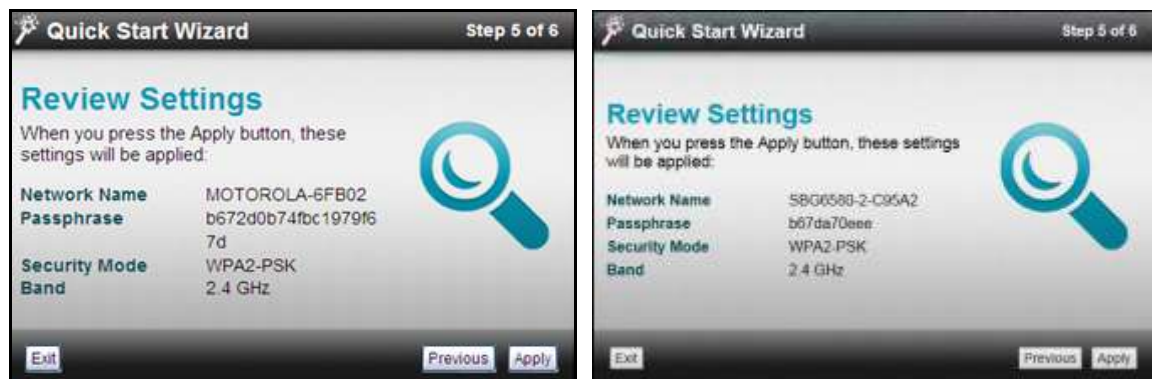 Quick Start Wizard
Step 5 of 6
Review Settings
When you press the Apply button, these
settings will be applied:
Network Name MOTOROLA-6FB02
Passphrase b672d0b74fbc1979f6
7d
Security Mode WPA2-PSK
Band 2.4 GHz
Exit
Previous Apply
Quick Start Wizard
Step 5 of 6
Review Settings
When you press the Apply button, these settings
will be applied:
Network Name SBG6580-2-C95A2
Passphrase b67da70eee
Security Mode WPA2-PSK
Band 2.4 GHz
Exit
Previous Apply